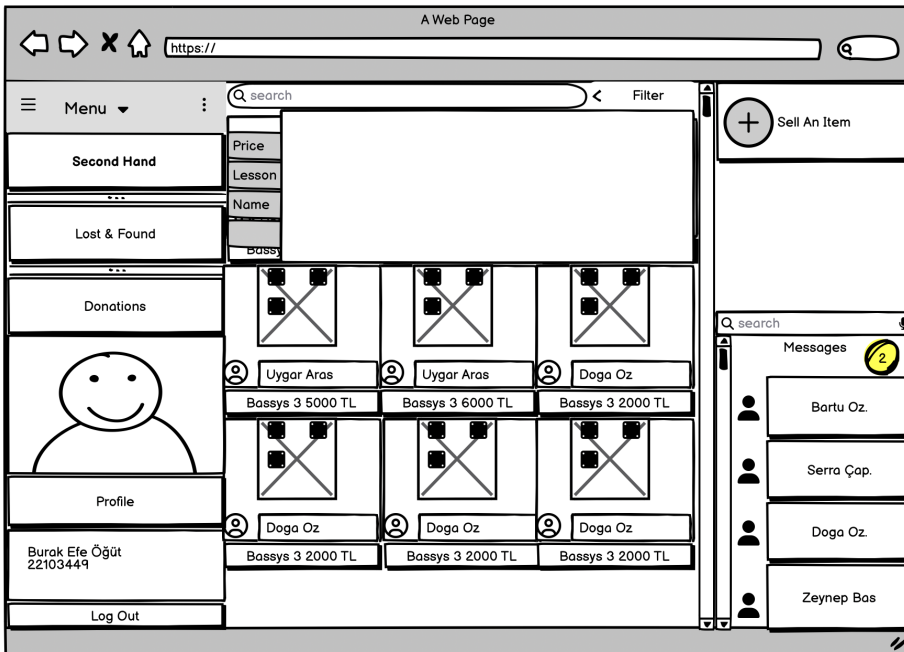 A Web Page
https://
Menu
search
Filter
Second Hand
Lost & Found
Donations
Profile
Burak Efe Öğüt
22103449
Log Out
Price
Lesson
Name
Bassy
Uygar Aras
Uygar Aras
Doga Oz
Bassys 3 5000 TL
Bassys 3 6000 TL
Bassys 3 2000 TL
Doga Oz
Doga Oz
Doga Oz
Bassys 3 2000 TL
Bassys 3 2000 TL
Bassys 3 2000 TL
Sell An Item
search
Messages
2
Bartu Oz.
Serra Çap.
Doga Oz.
Zeynep Bas